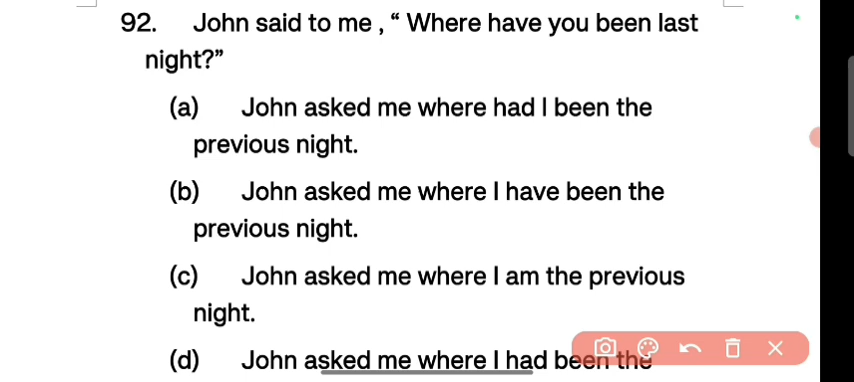 92. John said to me , “ Where have you been last
night?”
(a) John asked me where had I been the
previous night.
(b) John asked me where I have been the
previous night.
(c) John asked me where I am the previous
night.
(d) John asked me where I had been the